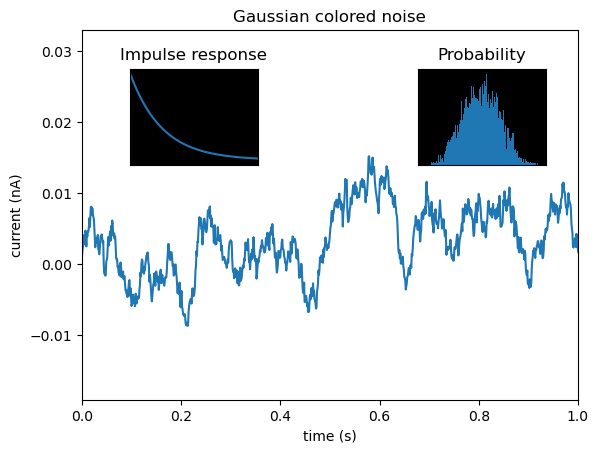 Gaussian colored noise
Impulse response
Probability
current (nA)
0.03
0.02
0.01
0.00
−0.01
0.0 0.2 0.4 0.6 0.8 1.0
time (s)